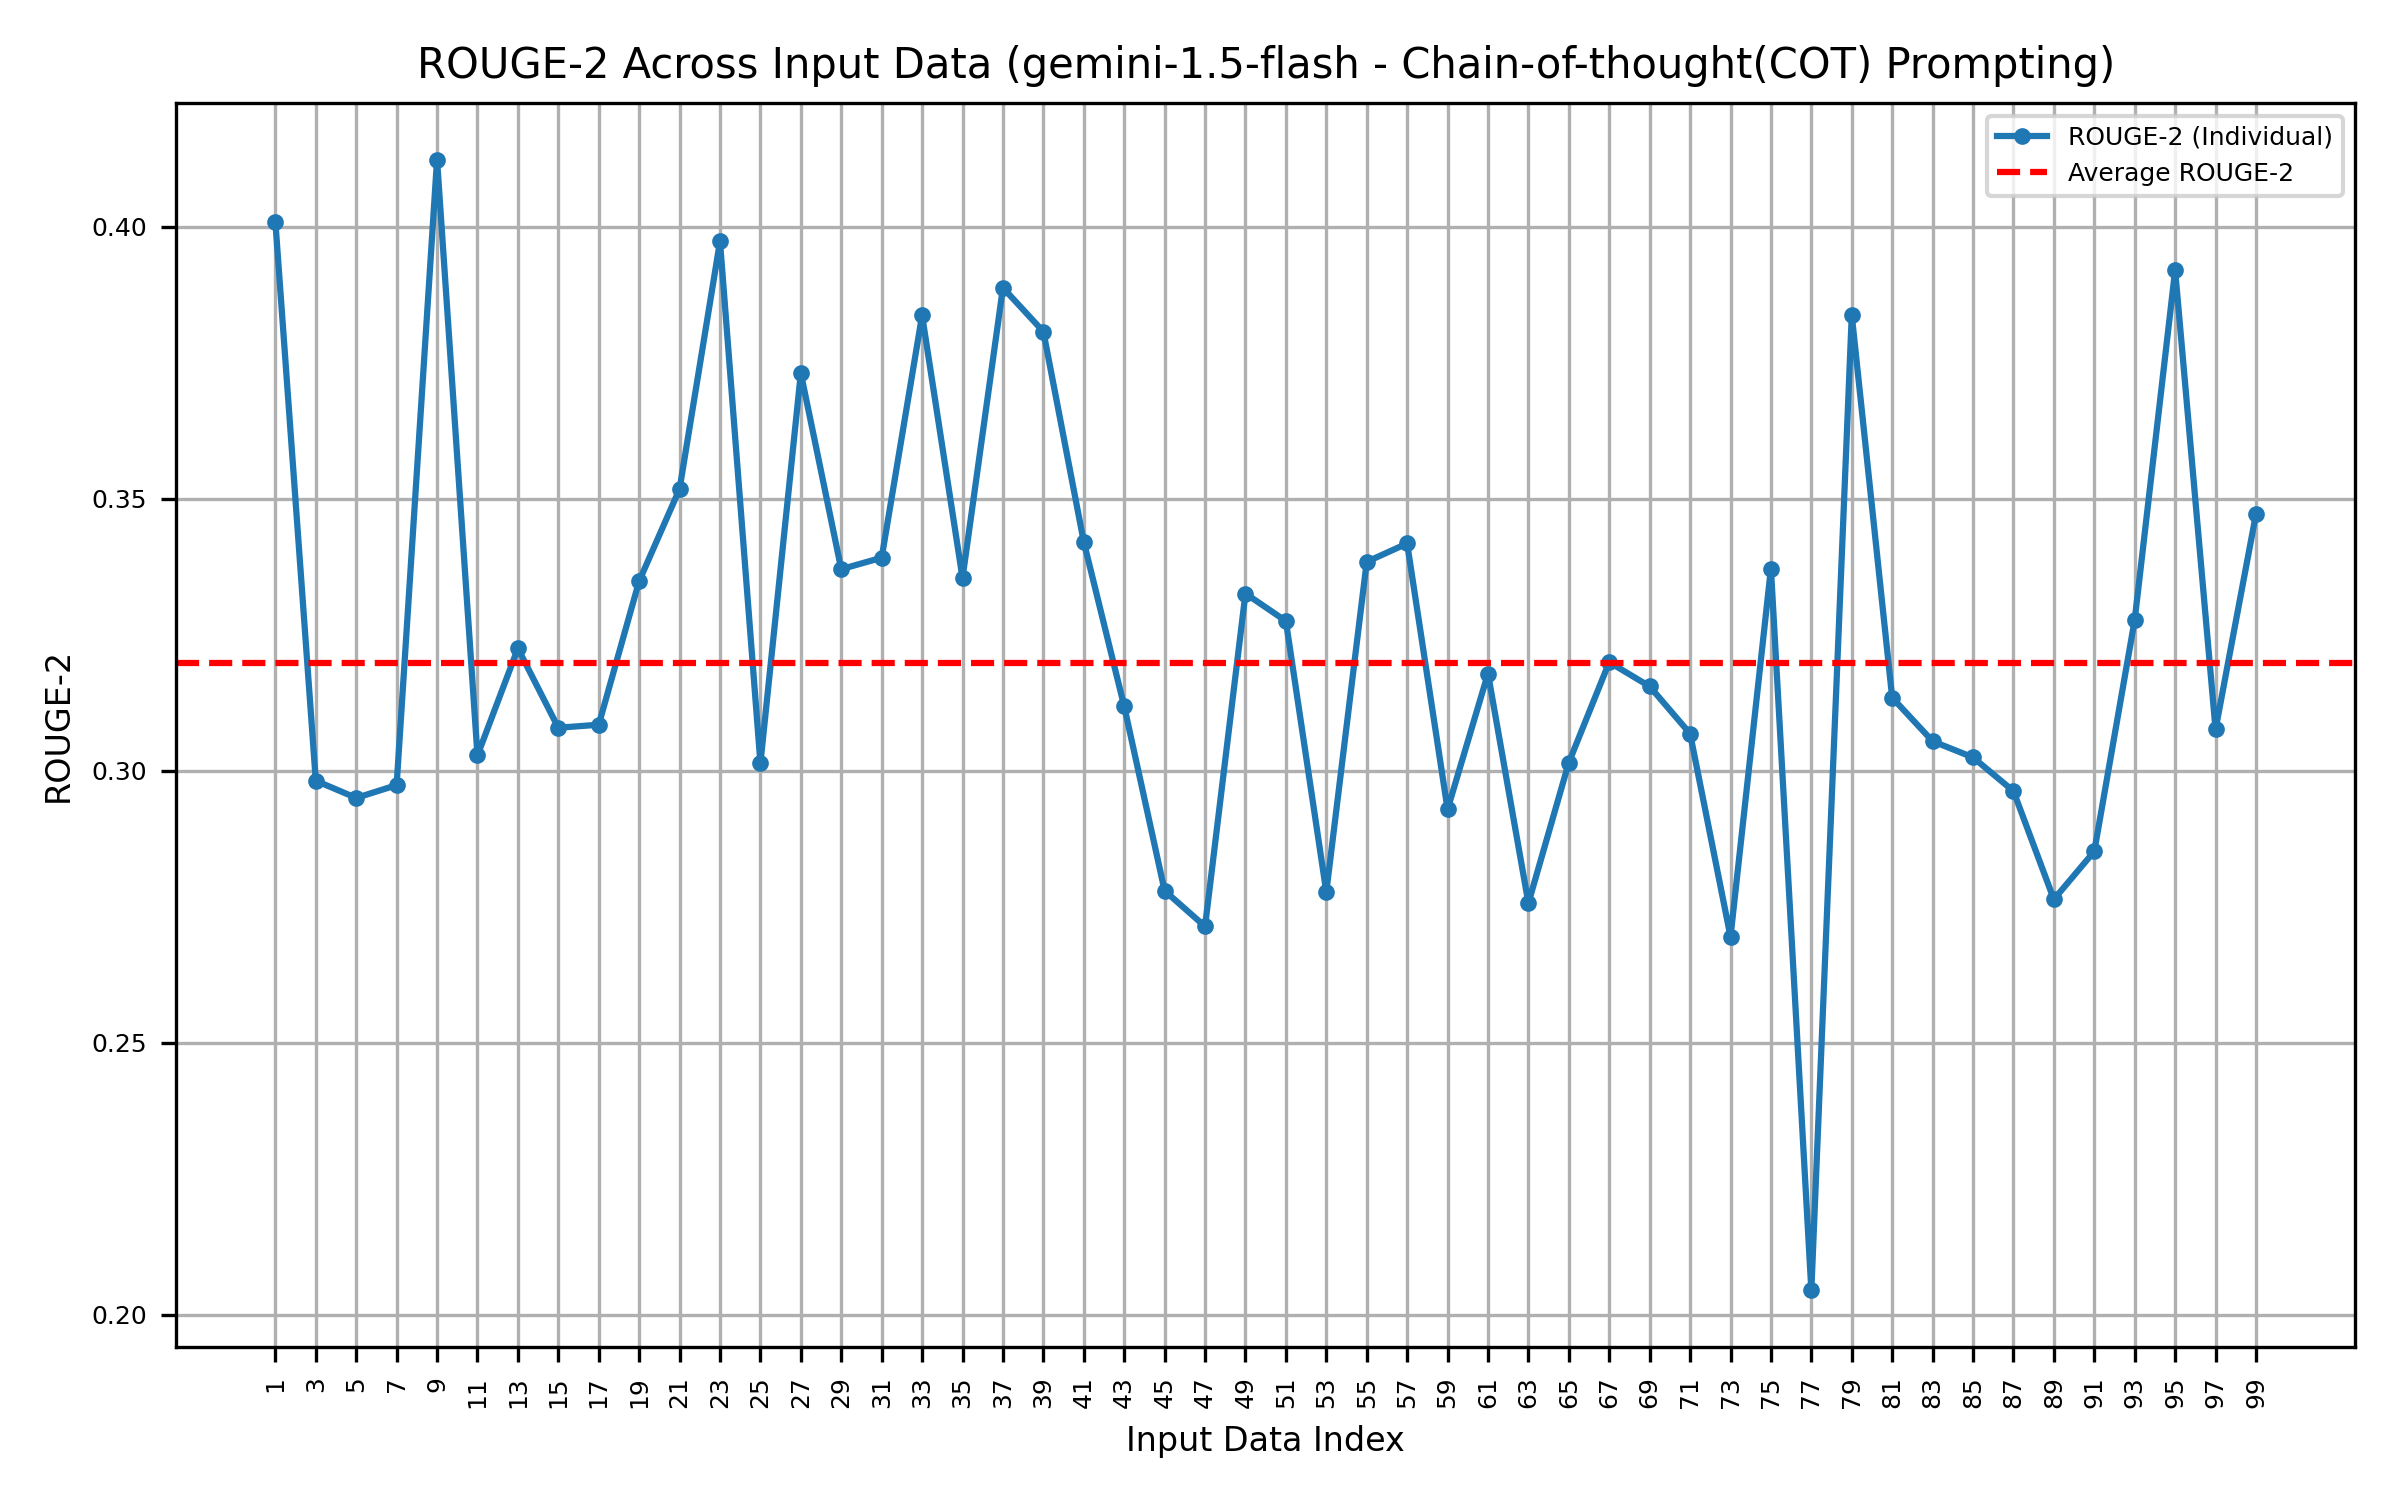 ROUGE-2 Across Input Data (gemini-1.5-flash - Chain-of-thought(COT) Prompting)
ROUGE-2 (Individual)
Average ROUGE-2
0.40
0.35
0.30
0.25
0.20
ROUGE-2
1 3 5 7 9 11 13 15 17 19 21 23 25 27 29 31 33 35 37 39 41 43 45 47 49 51 53 55 57 59 61 63 65 67 69 71 73 75 77 79 81 83 85 87 89 91 93 95 97 99
Input Data Index